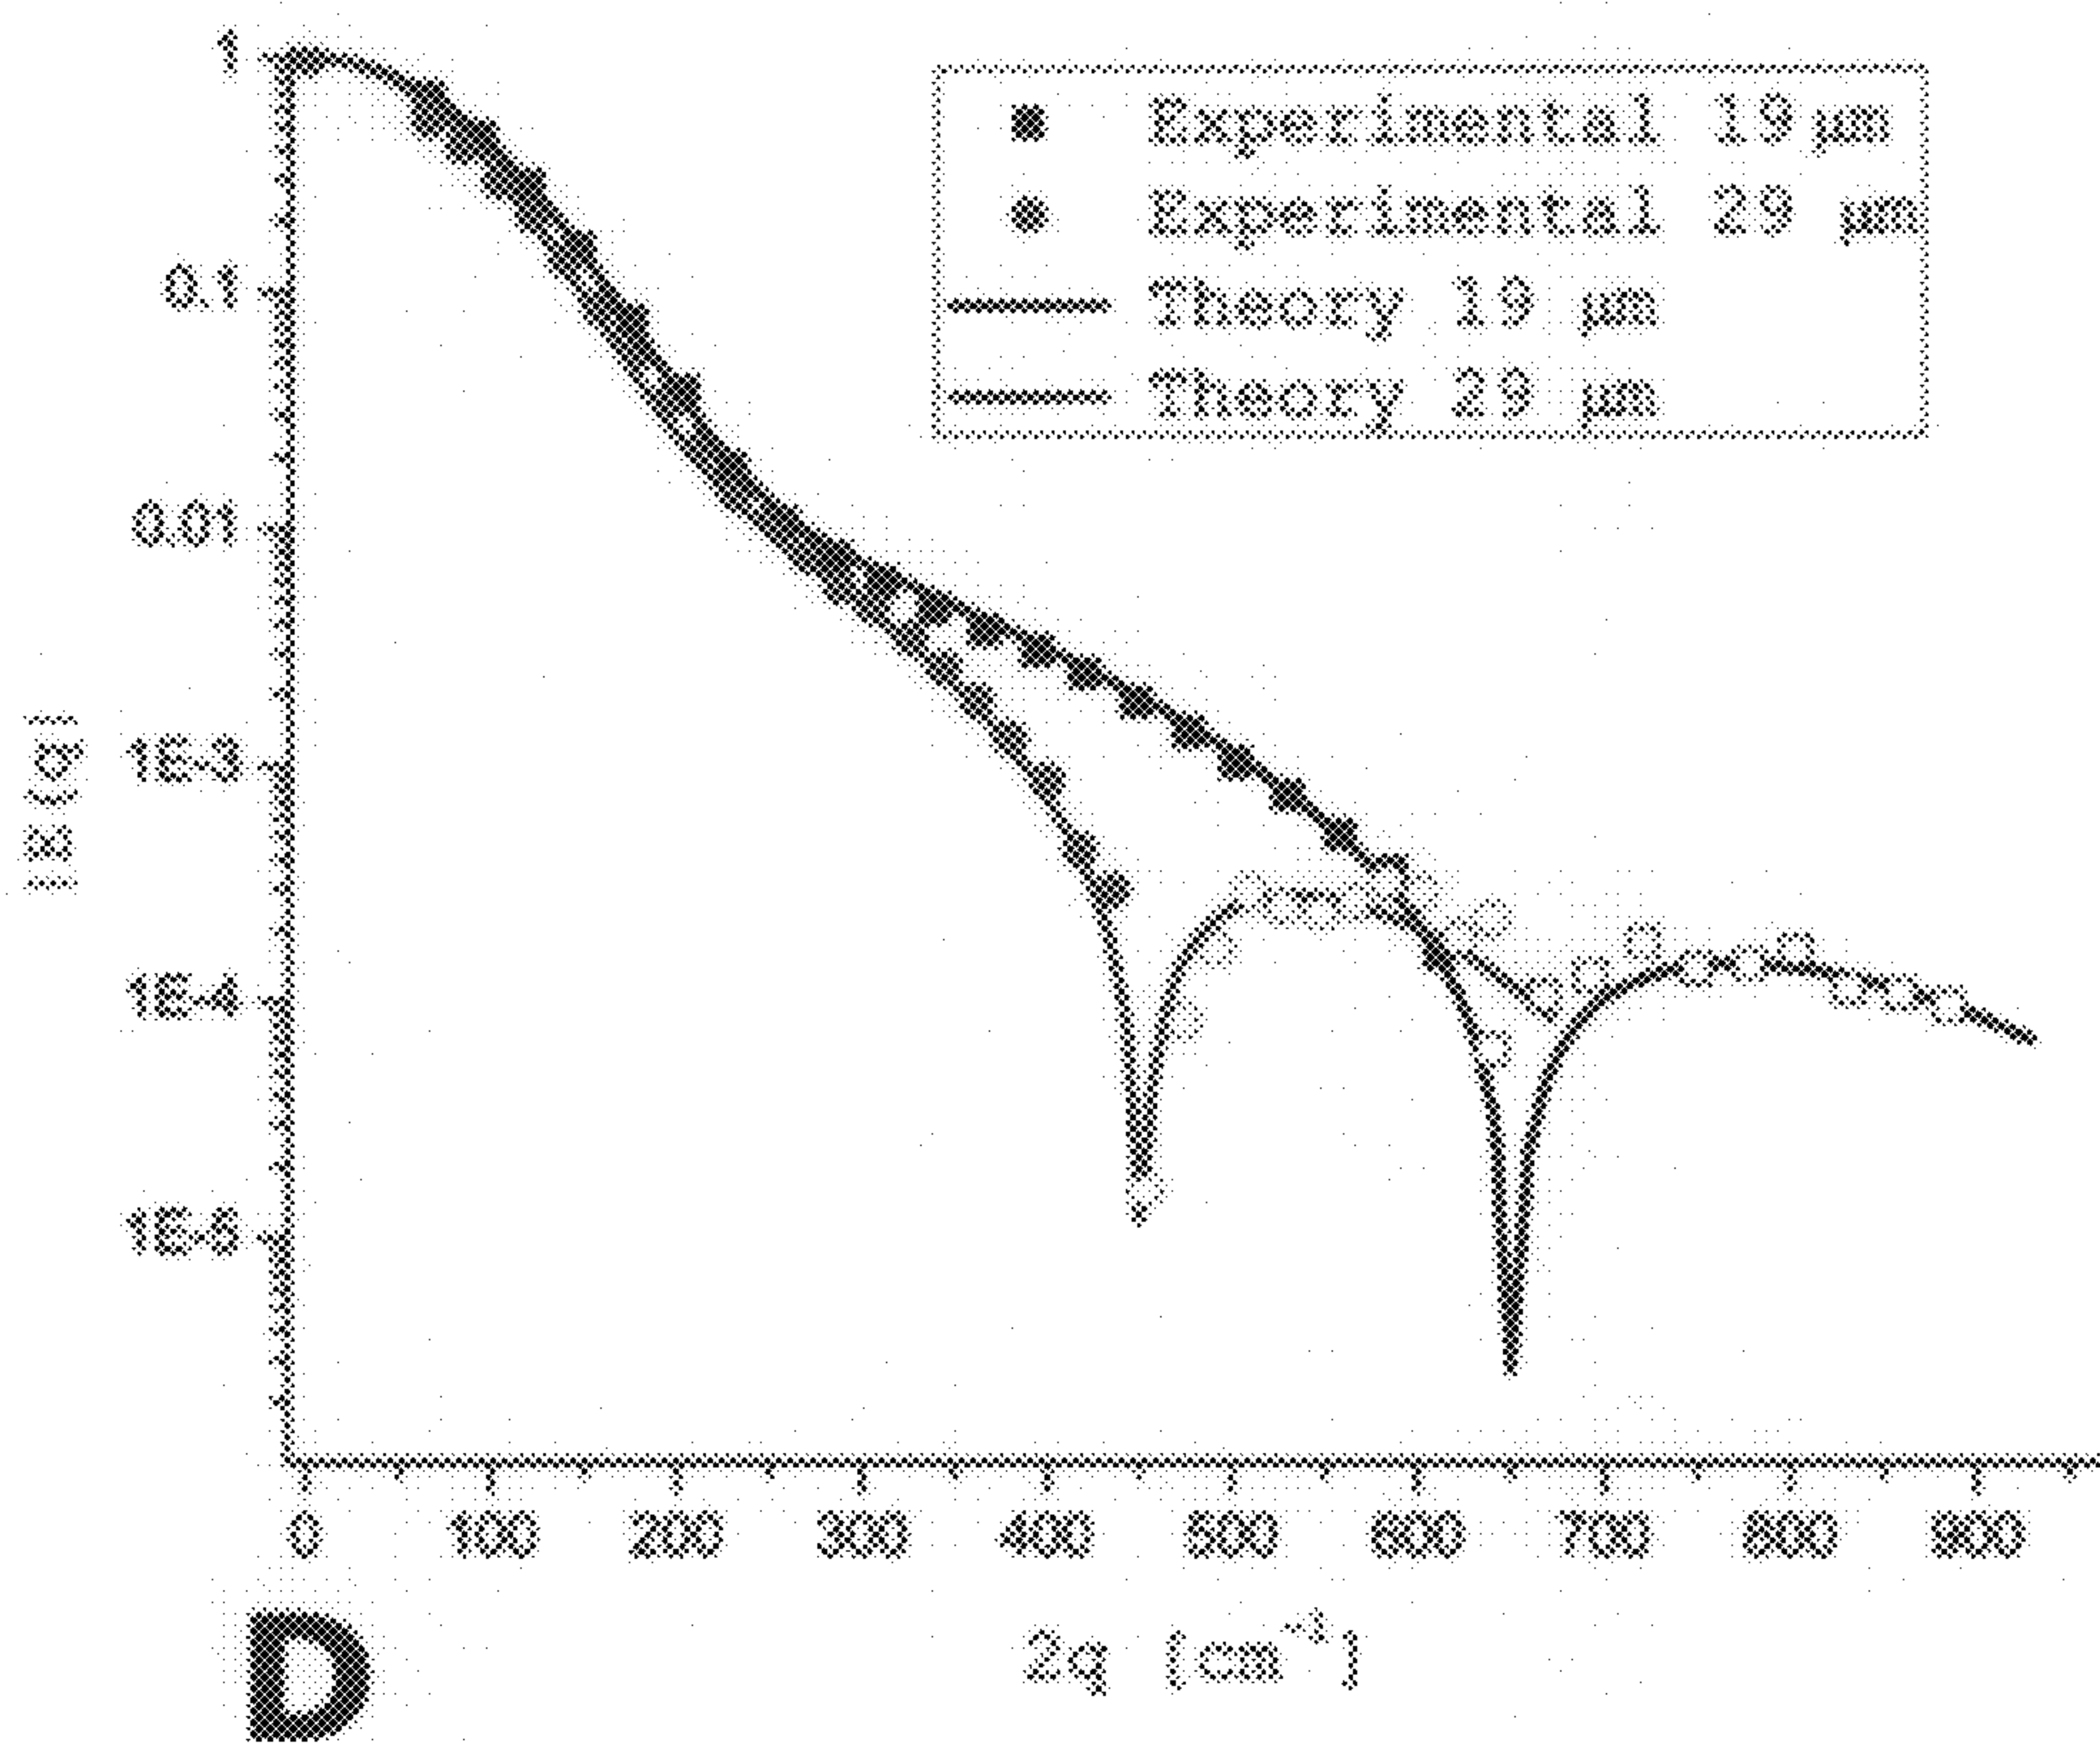 Experimental 19 µm
Experimental 29 µm
Theory 19 µm
Theory 29 µm
1
0.1
0.01
1E-3
1E-4
1E-5
0 100 200 300 400 500 600 700 800 900
2q [cm⁻¹]
D